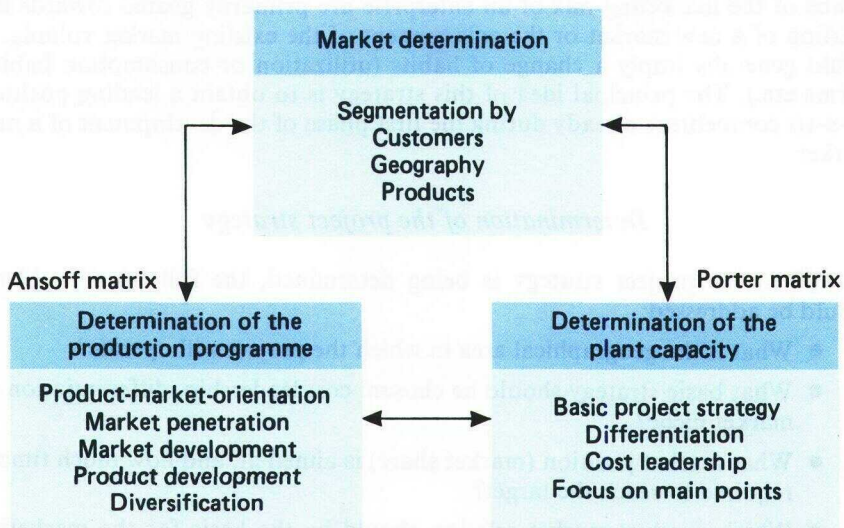 Market determination
Segmentation by
Customers
Geography
Products
Ansoff matrix
Determination of the
production programme
Product-market-orientation
Market penetration
Market development
Product development
Diversification
Porter matrix
Determination of the
plant capacity
Basic project strategy
Differentiation
Cost leadership
Focus on main points